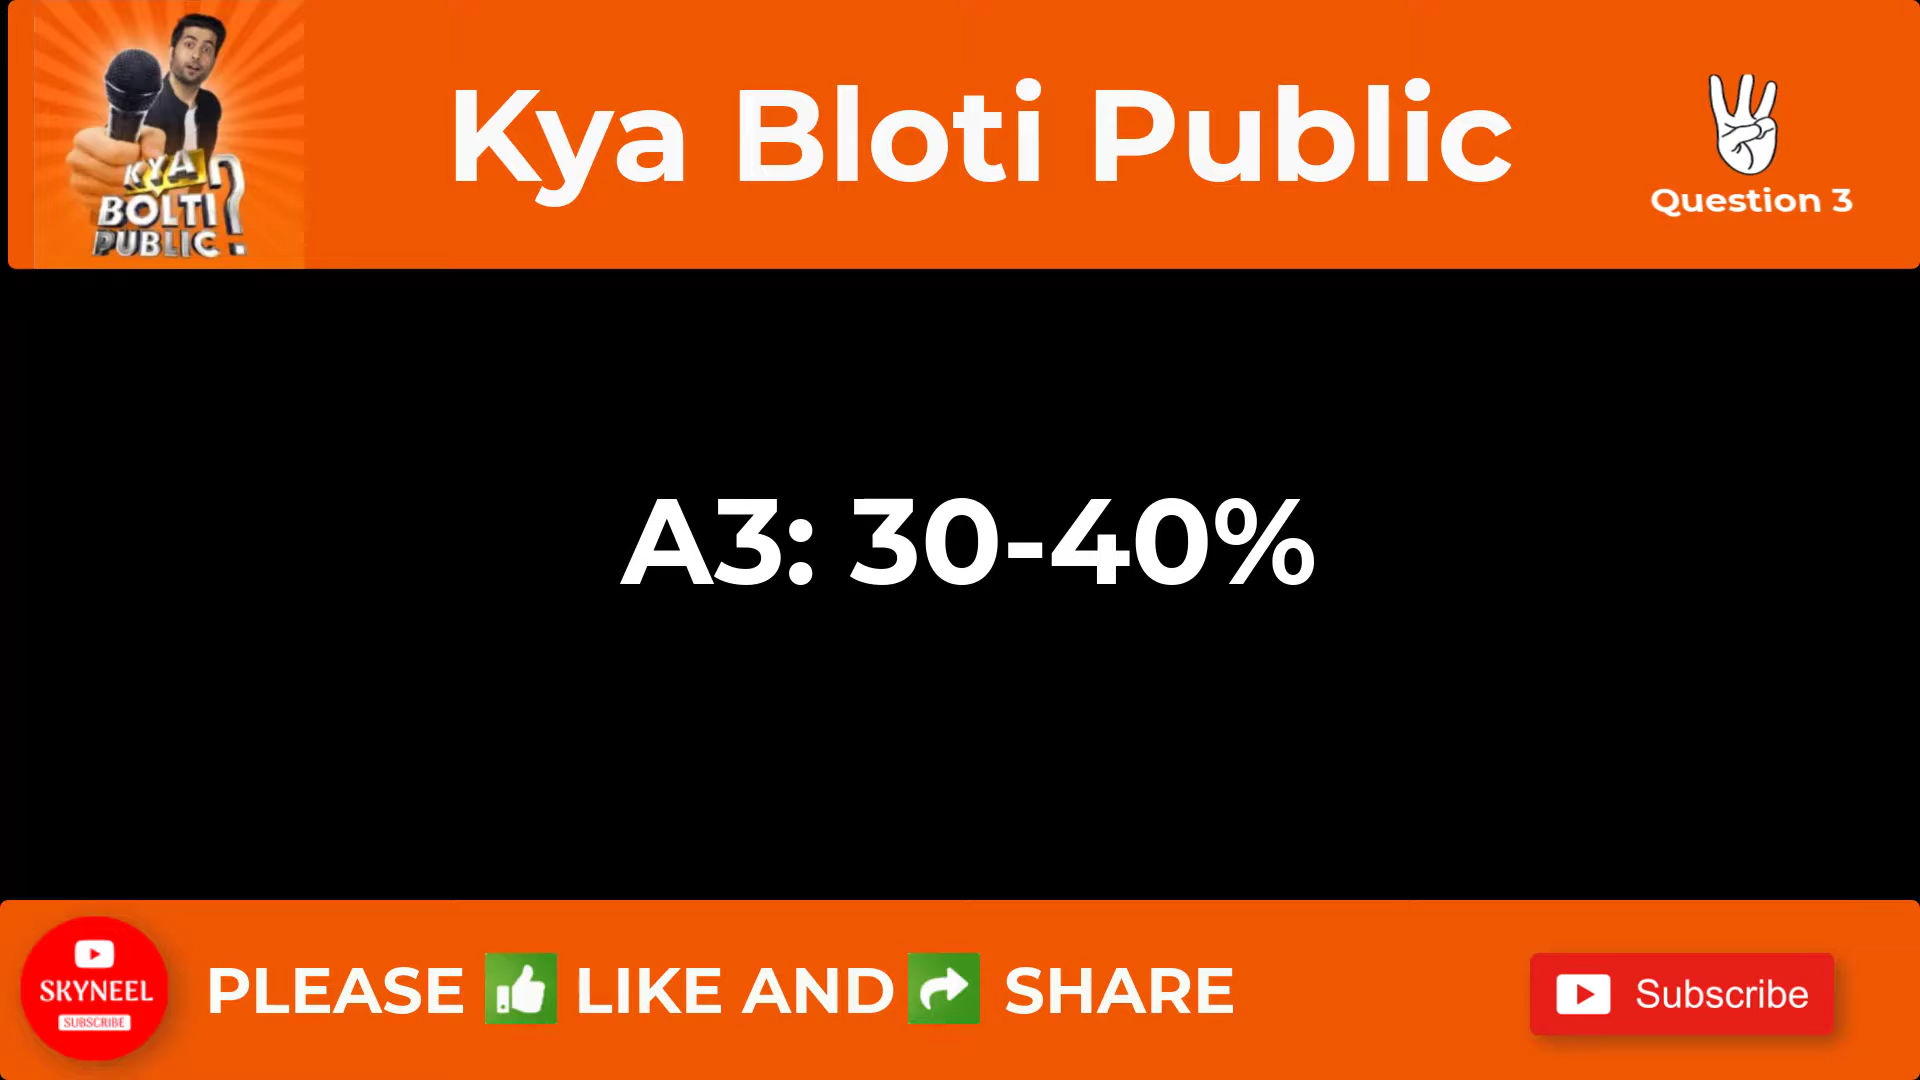 KYA
BOLTI
PUBLIC?
Kya Bloti Public
Question 3
A3: 30-40%
SKYNEEL
SUBSCRIBE
PLEASE LIKE AND SHARE
Subscribe